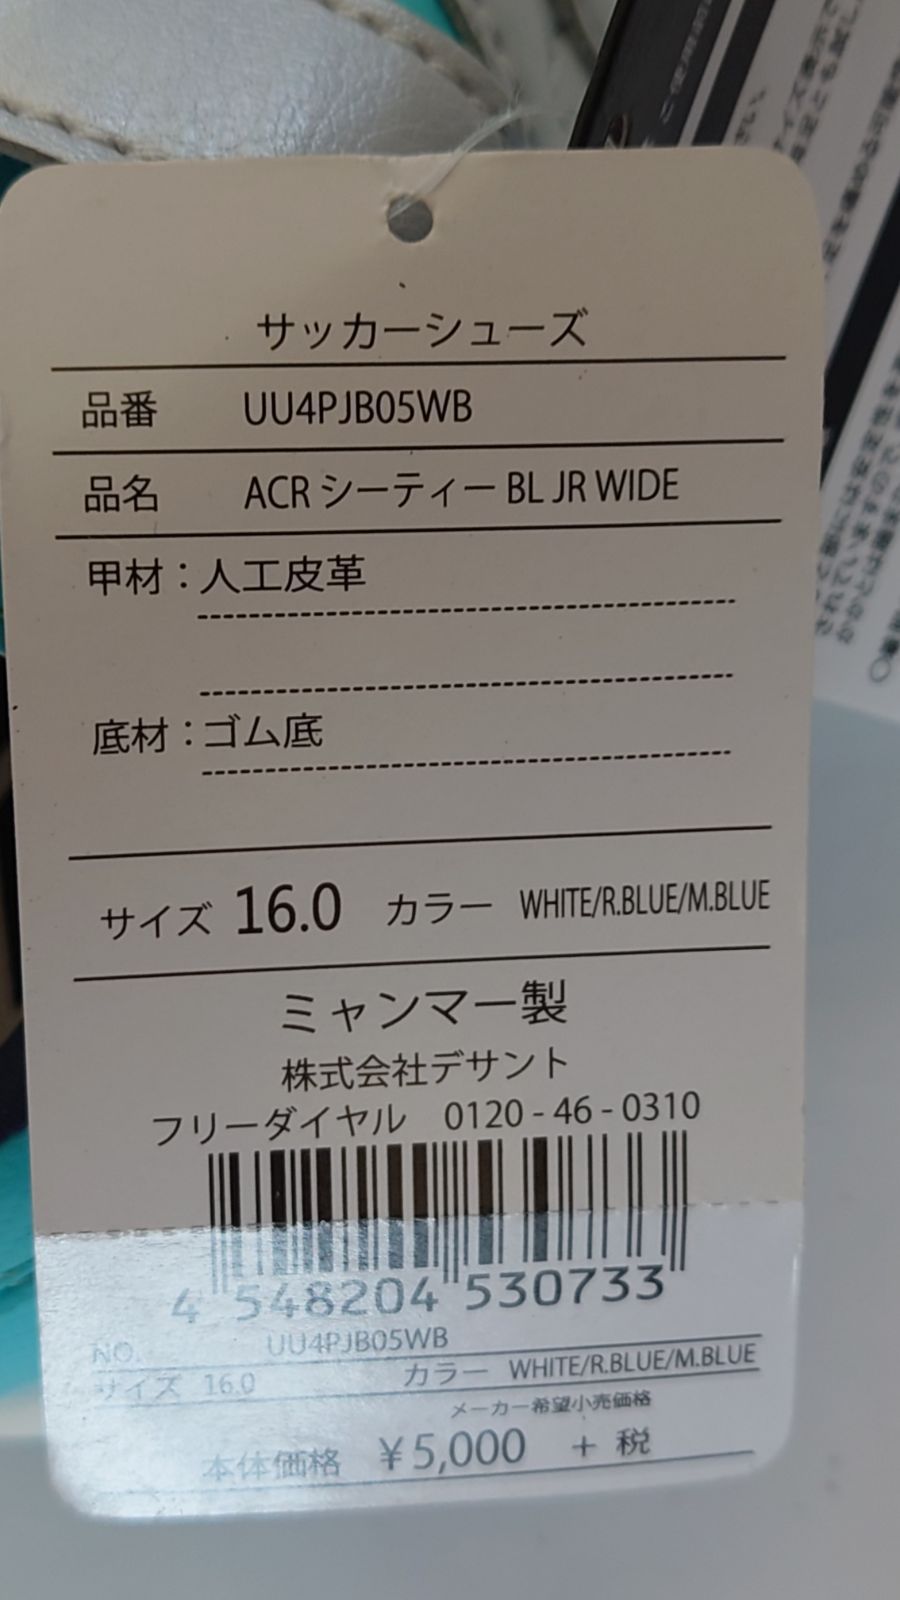 サッカーシューズ
品番 UU4PJB05WB
品名 ACR シーティー BL JR WIDE
甲材：人工皮革
底材：ゴム底
サイズ 16.0 カラー WHITE/R.BLUE/M.BLUE
ミャンマー製
株式会社デサント
フリーダイヤル 0120 - 46 - 0310
4 548204 530733
NO. UU4PJB05WB
サイズ 16.0 カラー WHITE/R.BLUE/M.BLUE
メーカー希望小売価格
本体価格 ¥5,000 + 税